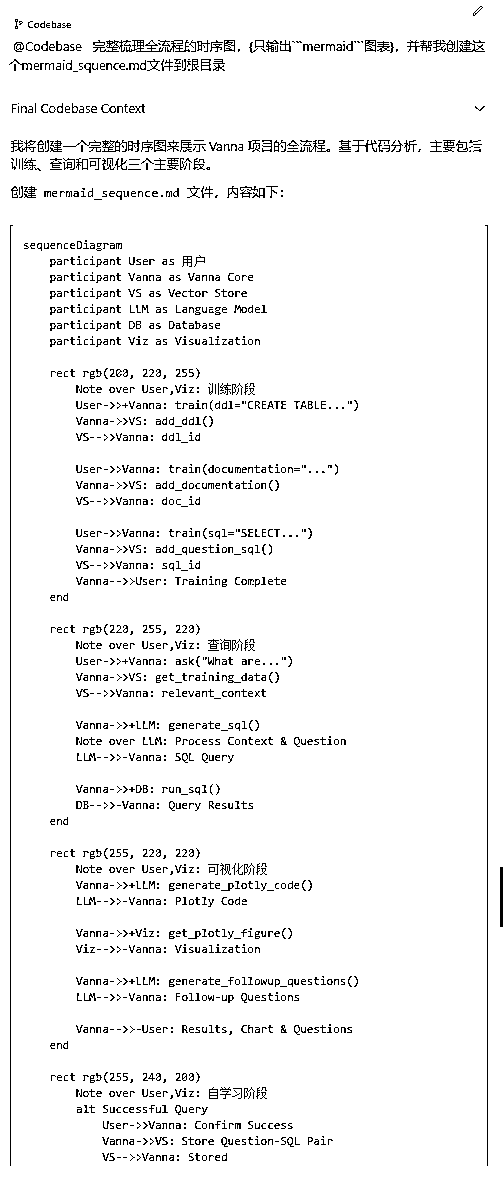 Codebase
@Codebase 完整梳理全流程的时序图，{只输出```mermaid```图表}，并帮我创建这
个mermaid_squence.md文件到根目录
Final Codebase Context
我将创建一个完整的时序图来展示 Vanna 项目的全流程。基于代码分析，主要包括
训练、查询和可视化三个主要阶段。
创建 mermaid_sequence.md 文件，内容如下：
sequenceDiagram
participant User as 用户
participant Vanna as Vanna Core
participant VS as Vector Store
participant LLM as Language Model
participant DB as Database
participant Viz as Visualization
rect rgb(200, 220, 255)
Note over User,Viz: 训练阶段
User->>+Vanna: train(ddl="CREATE TABLE...")
Vanna->>VS: add_ddl()
VS-->>Vanna: ddl_id
User->>Vanna: train(documentation="...")
Vanna->>VS: add_documentation()
VS-->>Vanna: doc_id
User->>Vanna: train(sql="SELECT...")
Vanna->>VS: add_question_sql()
VS-->>Vanna: sql_id
Vanna-->>User: Training Complete
end
rect rgb(220, 255, 220)
Note over User,Viz: 查询阶段
User->>+Vanna: ask("What are...")
Vanna->>VS: get_training_data()
VS-->>Vanna: relevant_context
Vanna->>+LLM: generate_sql()
Note over LLM: Process Context & Question
LLM-->>-Vanna: SQL Query
Vanna->>+DB: run_sql()
DB-->>-Vanna: Query Results
end
rect rgb(255, 220, 220)
Note over User,Viz: 可视化阶段
Vanna->>+LLM: generate_plotly_code()
LLM-->>-Vanna: Plotly Code
Vanna->>+Viz: get_plotly_figure()
Viz-->>-Vanna: Visualization
Vanna->>+LLM: generate_followup_questions()
LLM-->>-Vanna: Follow-up Questions
Vanna-->>-User: Results, Chart & Questions
end
rect rgb(255, 240, 200)
Note over User,Viz: 自学习阶段
alt Successful Query
User->>Vanna: Confirm Success
Vanna->>VS: Store Question-SQL Pair
VS-->>Vanna: Stored